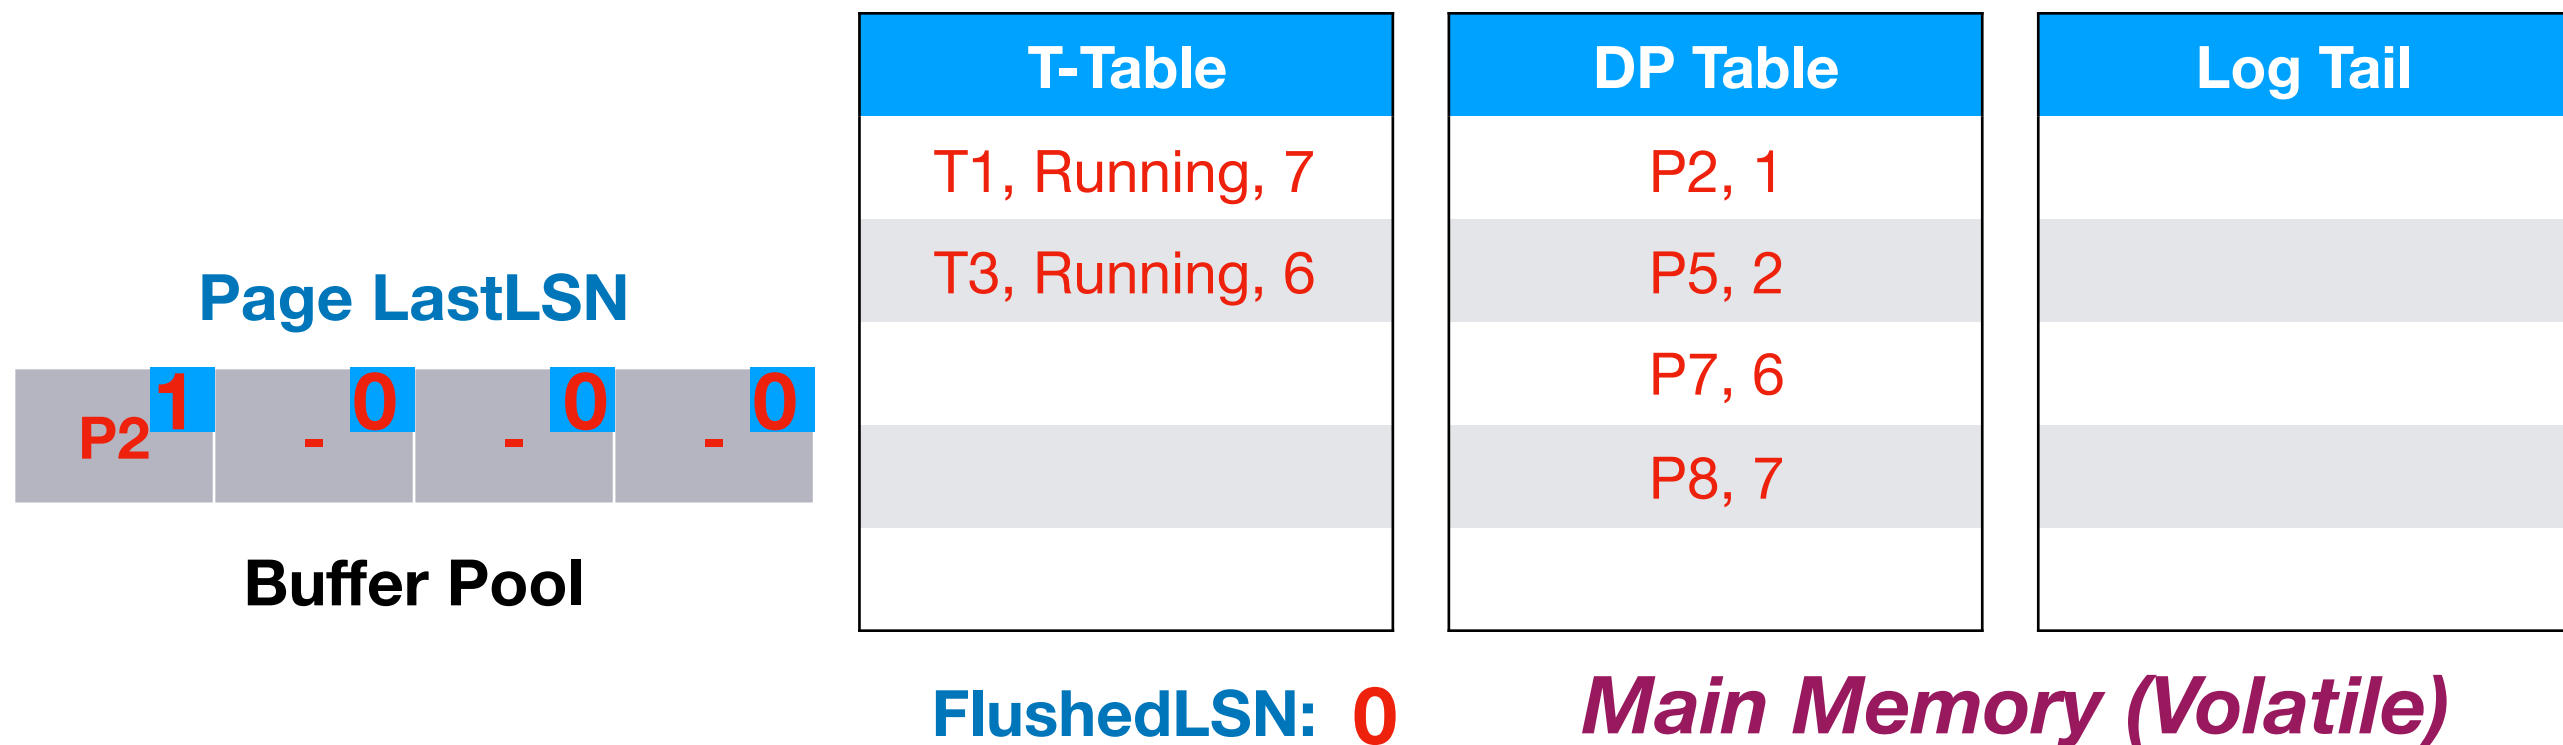 T-Table
T1, Running, 7
T3, Running, 6
DP Table
P2, 1
P5, 2
P7, 6
P8, 7
Log Tail
Page LastLSN
P2 1 - 0 - 0 - 0
Buffer Pool
FlushedLSN: 0
Main Memory (Volatile)